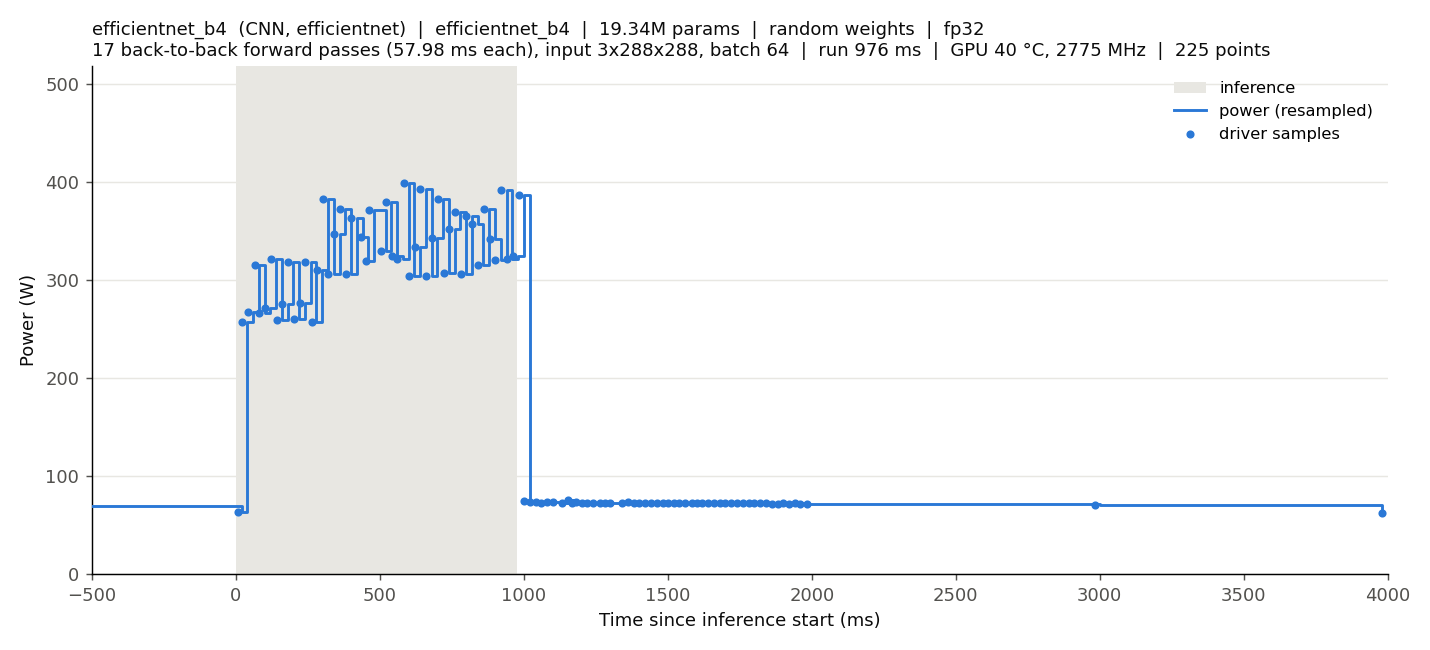 efficientnet_b4  (CNN, efficientnet)  |  efficientnet_b4  |  19.34M params  |  random weights  |  fp32
17 back-to-back forward passes (57.98 ms each), input 3x288x288, batch 64  |  run 976 ms  |  GPU 40 °C, 2775 MHz  |  225 points
inference
power (resampled)
driver samples
500
400
300
200
100
0
Power (W)
−500
0
500
1000
1500
2000
2500
3000
3500
4000
Time since inference start (ms)